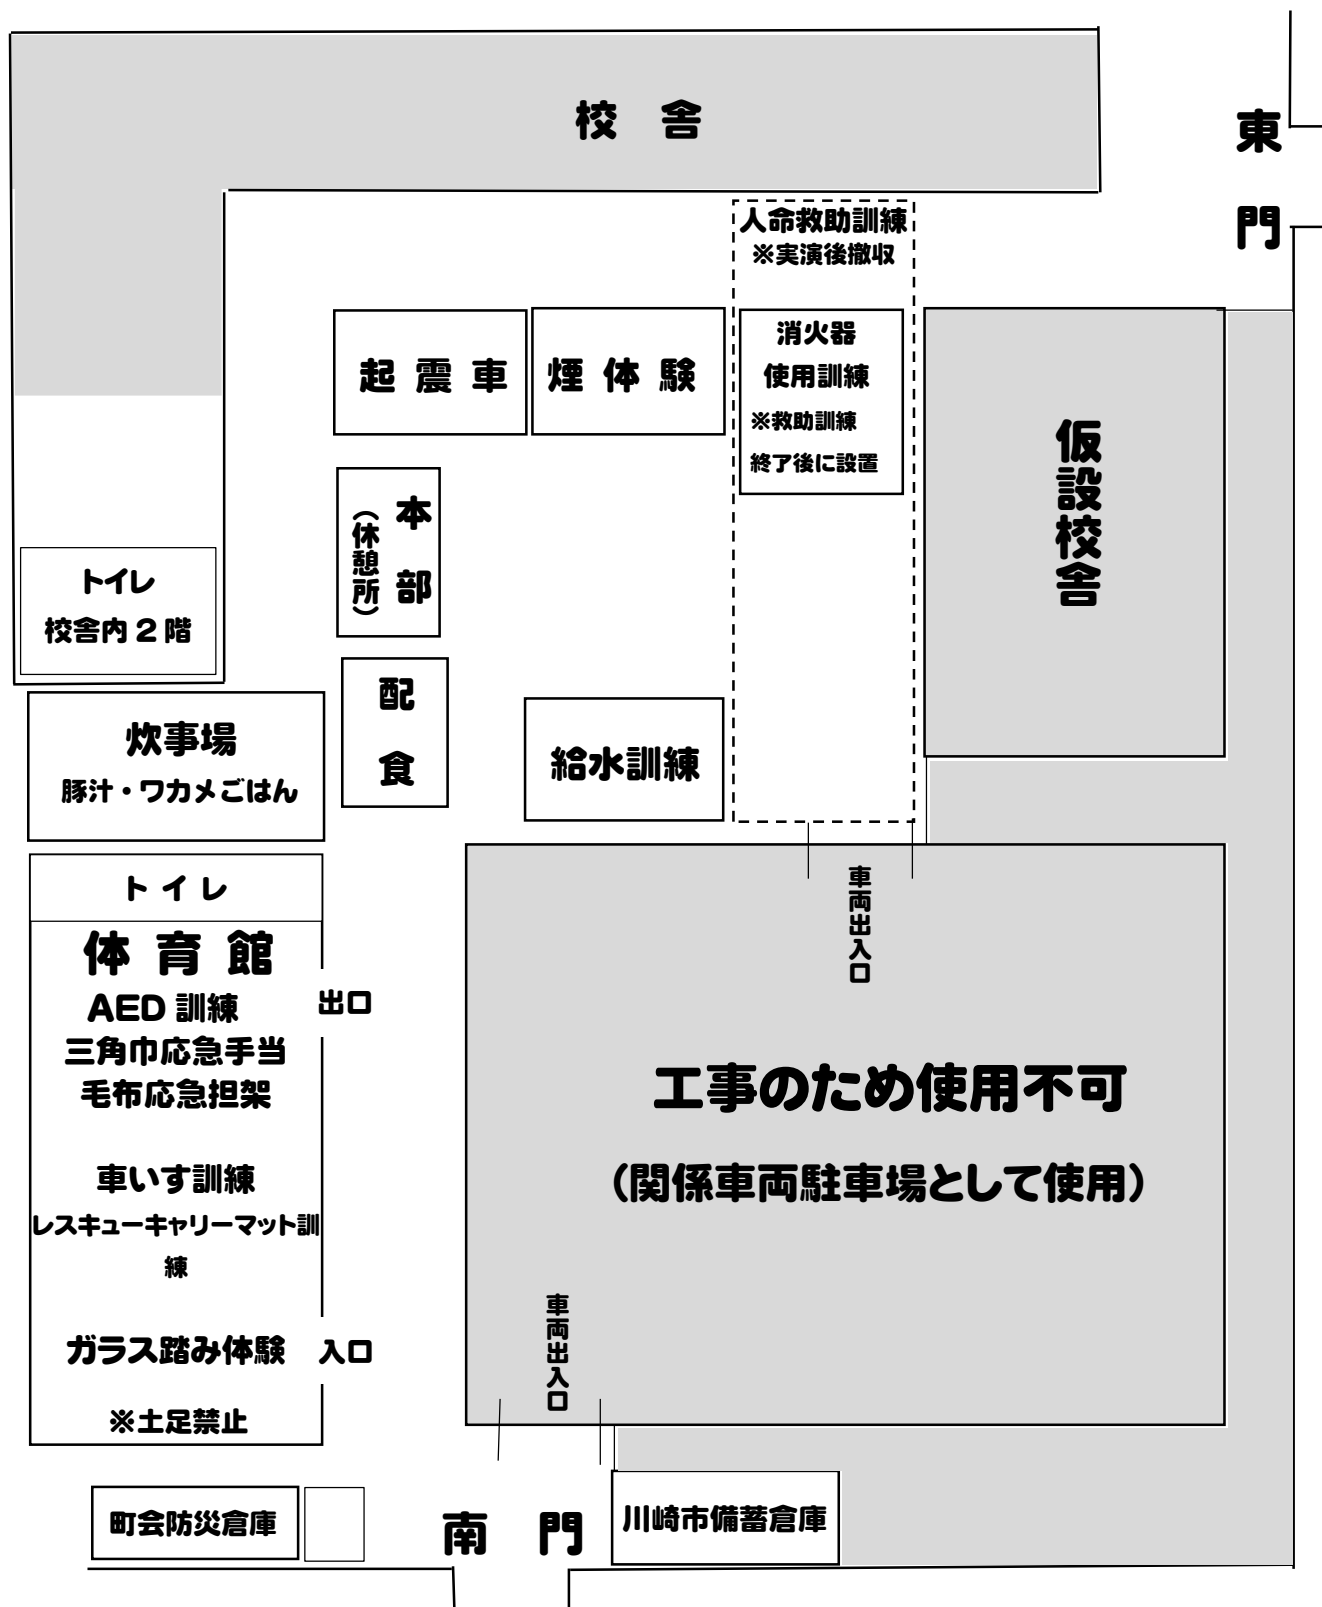 校　舎
東
門
人命救助訓練
※実演後撤収
起 震 車
煙 体 験
消火器
使用訓練
※救助訓練
終了後に設置
仮設校舎
本　部
（休憩所）
トイレ
校舎内２階
配
食
炊事場
豚汁・ワカメごはん
給水訓練
車両出入口
ト イ レ
体 育 館
AED 訓練
出口
三角巾応急手当
毛布応急担架
工事のため使用不可
（関係車両駐車場として使用）
車いす訓練
レスキューキャリーマット訓
練
車両出入口
ガラス踏み体験
入口
※土足禁止
町会防災倉庫
南　門
川崎市備蓄倉庫